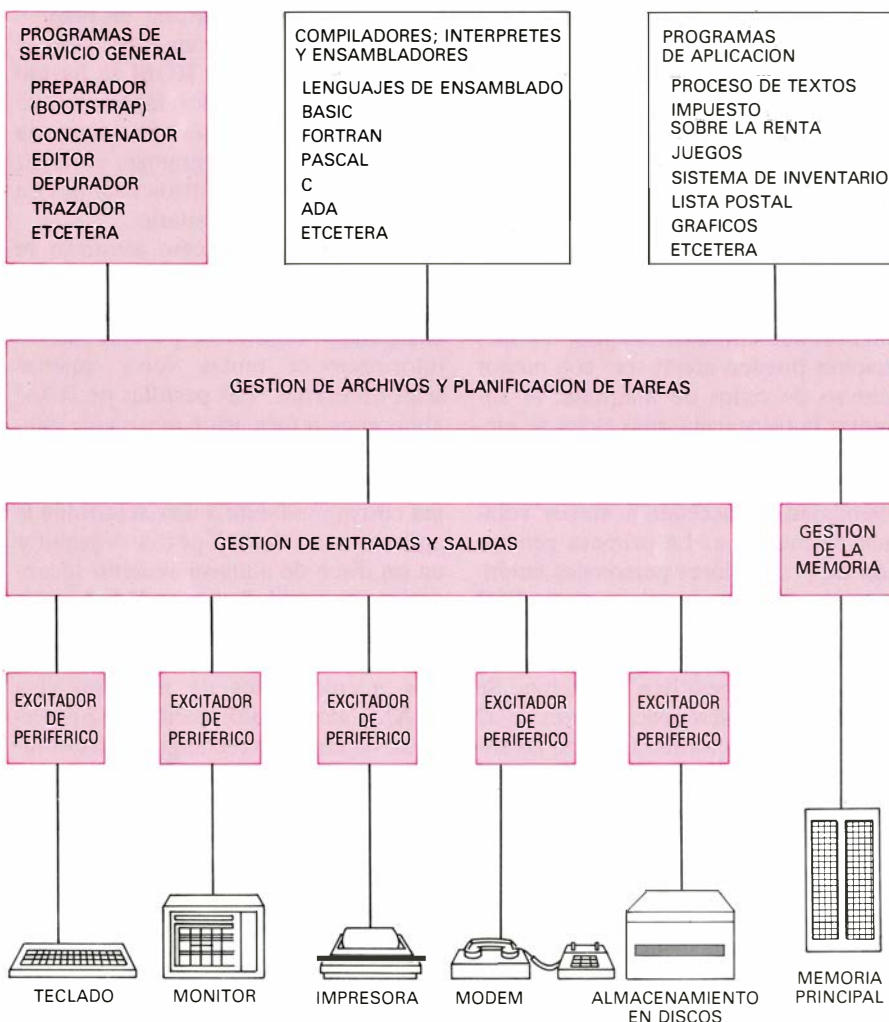 PROGRAMAS DE
SERVICIO GENERAL
PREPARADOR
(BOOTSTRAP)
CONCATENADOR
EDITOR
DEPURADOR
TRAZADOR
ETCETERA
COMPILADORES; INTERPRETES
Y ENSAMBLADORES
LENGUAJES DE ENSAMBLADO
BASIC
FORTRAN
PASCAL
C
ADA
ETCETERA
PROGRAMAS
DE APLICACION
PROCESO DE TEXTOS
IMPUESTO
SOBRE LA RENTA
JUEGOS
SISTEMA DE INVENTARIO
LISTA POSTAL
GRAFICOS
ETCETERA
GESTION DE ARCHIVOS Y PLANIFICACION DE TAREAS
GESTION DE ENTRADAS Y SALIDAS
GESTION
DE LA
MEMORIA
EXCITADOR
DE
PERIFERICO
EXCITADOR
DE
PERIFERICO
EXCITADOR
DE
PERIFERICO
EXCITADOR
DE
PERIFERICO
EXCITADOR
DE
PERIFERICO
TECLADO
MONITOR
IMPRESORA
MODEM
ALMACENAMIENTO
EN DISCOS
MEMORIA
PRINCIPAL